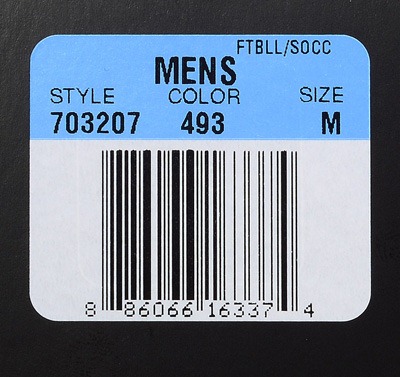 FTBLL/SOCC
MENS
STYLE COLOR SIZE
703207 493 M
8 86066 16337 4